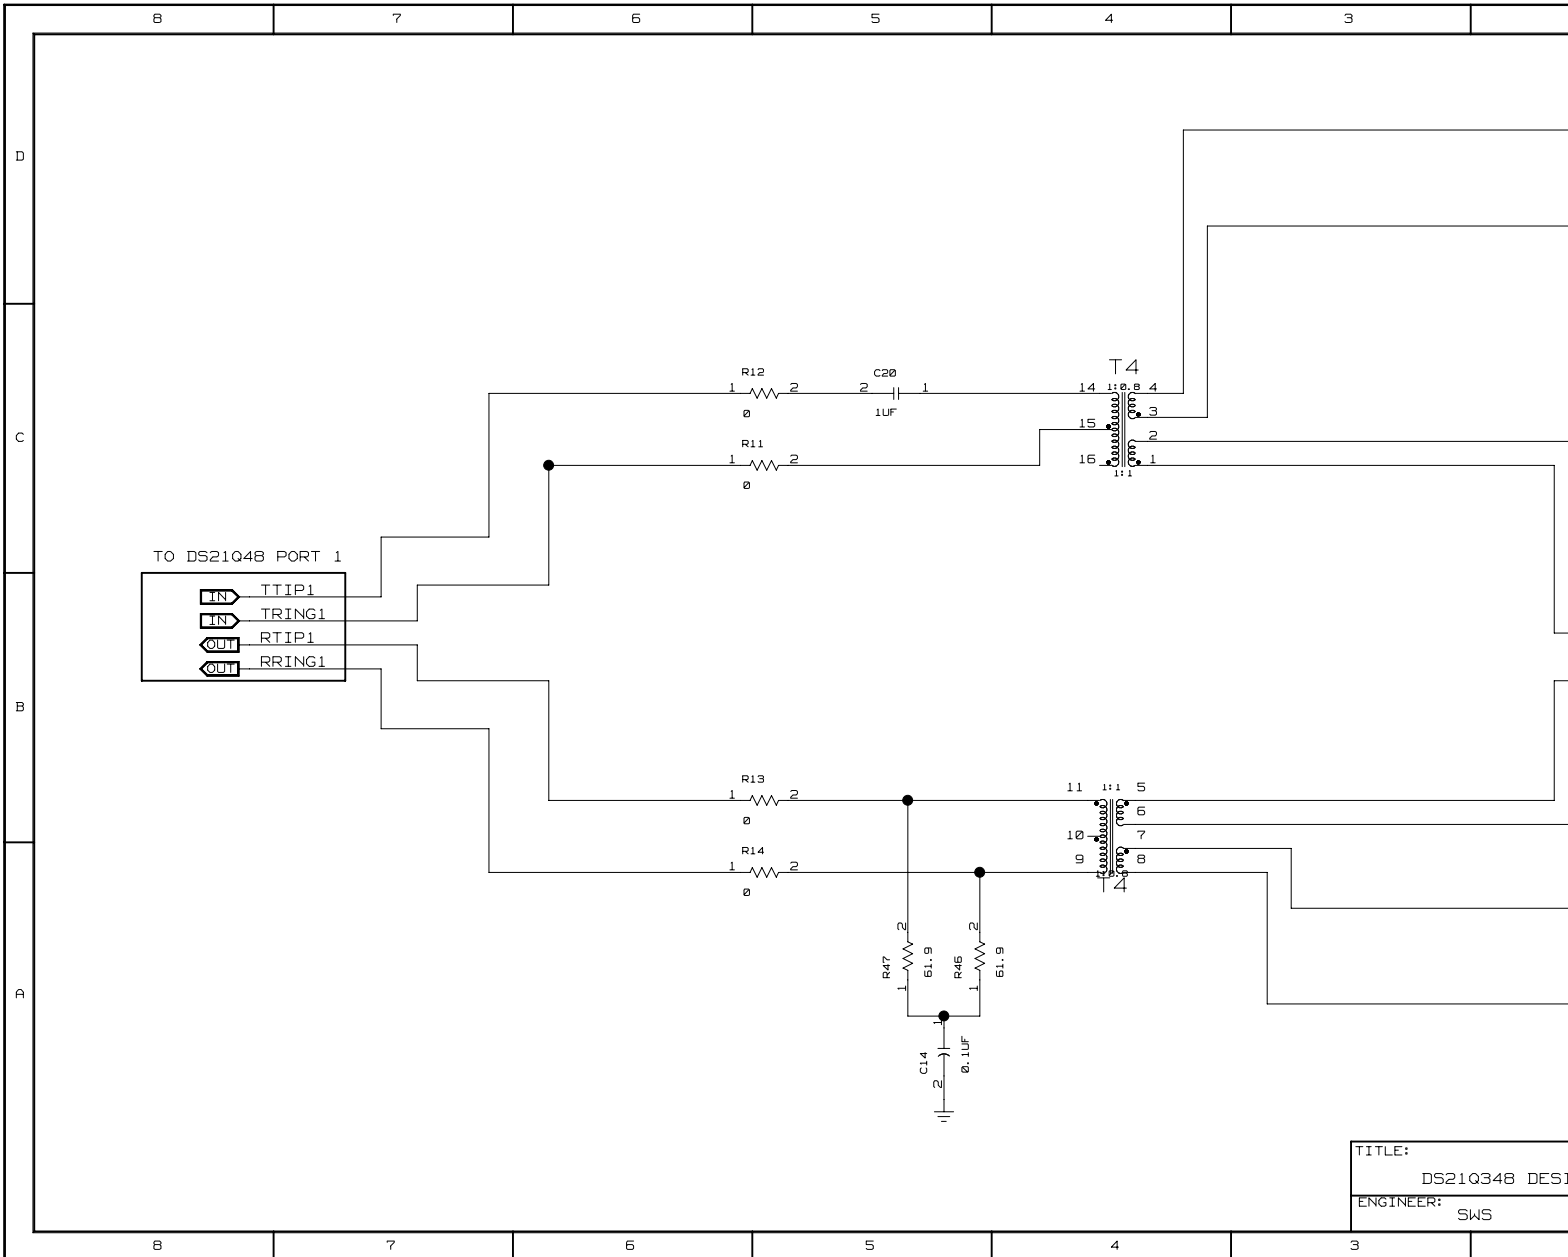 8 7 6 5 4 3
D
C
B
A
T4
R12
1 2
0
C20
2 1
1UF
14 1:0.8 4
3
15
2
16 1
1:1
R11
1 2
0
TO DS21Q48 PORT 1
IN TTIP1
IN TRING1
OUT RTIP1
OUT RRING1
R13
1 2
0
11 1:1 5
6
10 7
9 8
T4
R14
1 2
0
2
R47
61.9
1
2
R46
61.9
1
1
C14
0.1UF
2
TITLE:
DS21Q348 DESI
ENGINEER:
SWS
8 7 6 5 4 3